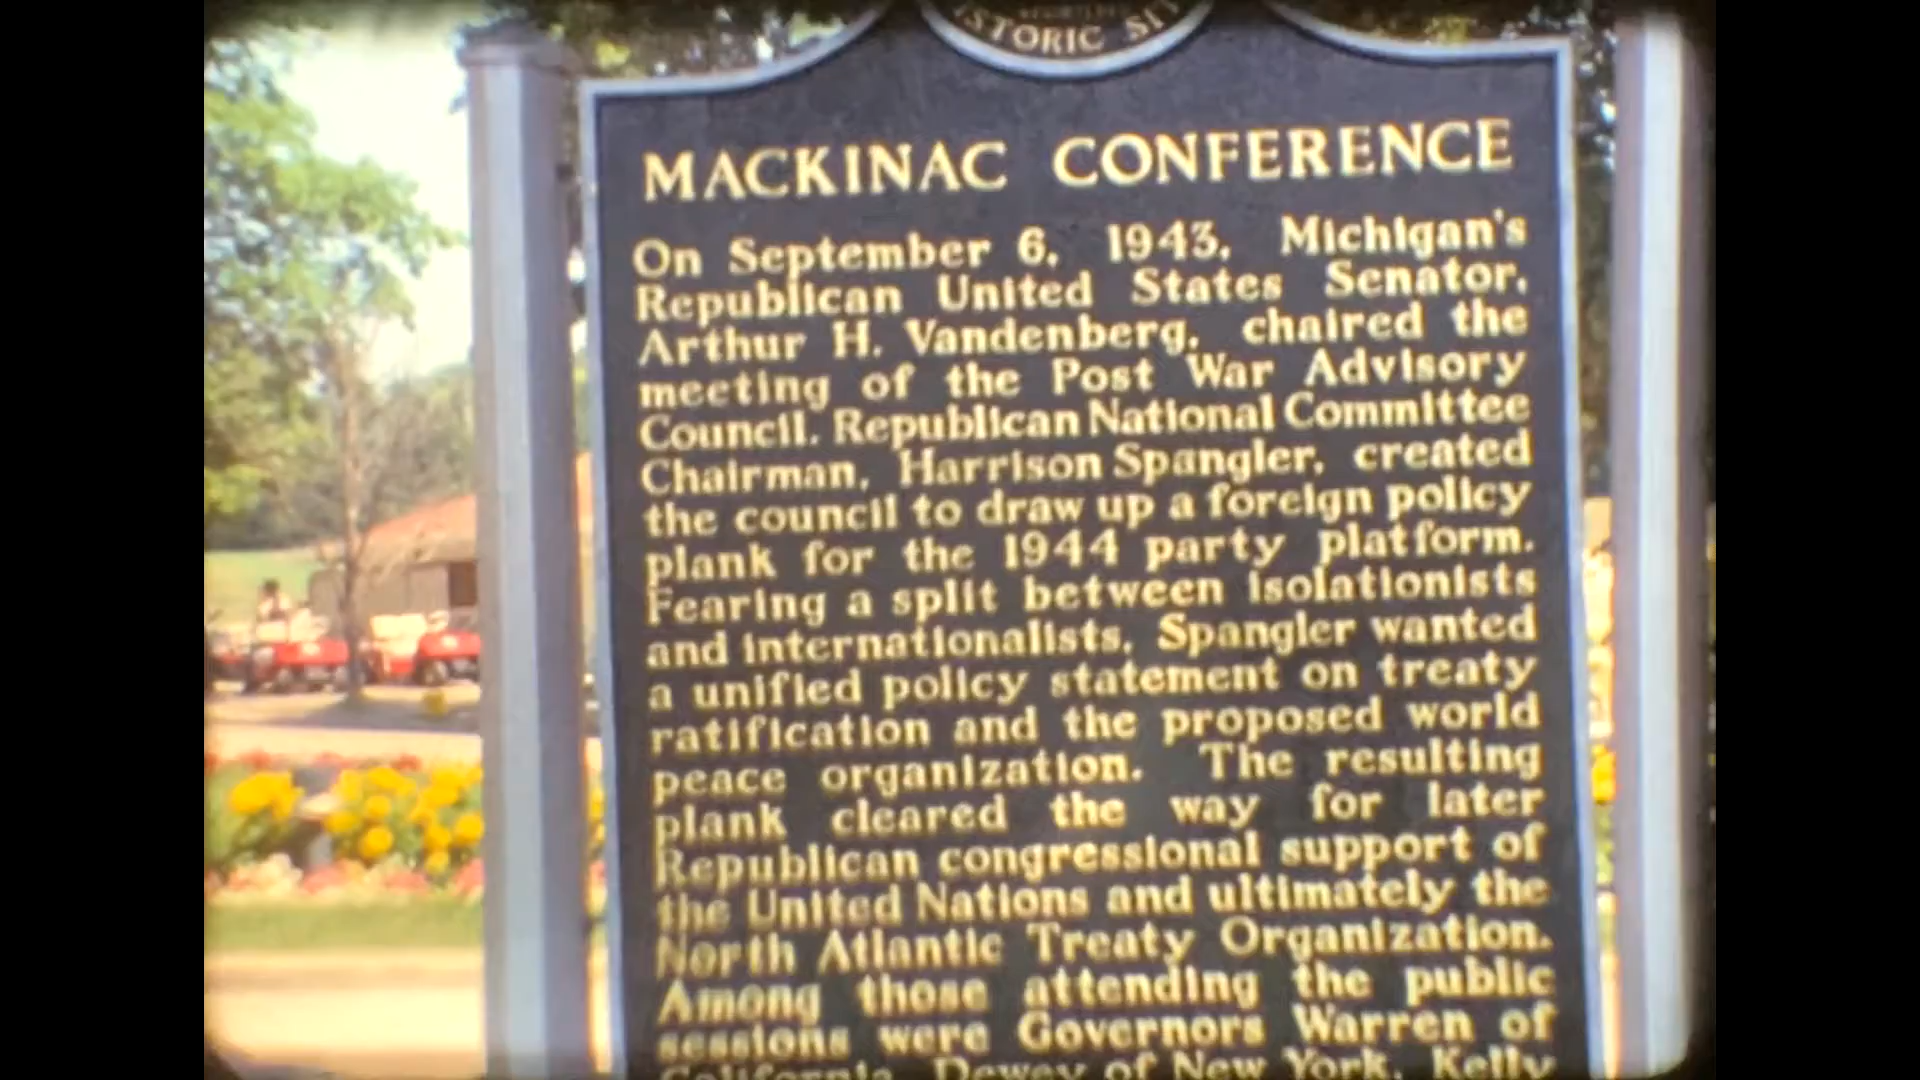 HISTORIC SITE
MACKINAC CONFERENCE
On September 6, 1943, Michigan's
Republican United States Senator,
Arthur H. Vandenberg, chaired the
meeting of the Post War Advisory
Council. Republican National Committee
Chairman, Harrison Spangler, created
the council to draw up a foreign policy
plank for the 1944 party platform.
Fearing a split between isolationists
and internationalists, Spangler wanted
a unified policy statement on treaty
ratification and the proposed world
peace organization. The resulting
plank cleared the way for later
Republican congressional support of
the United Nations and ultimately the
North Atlantic Treaty Organization.
Among those attending the public
sessions were Governors Warren of
California, Dewey of New York, Kelly